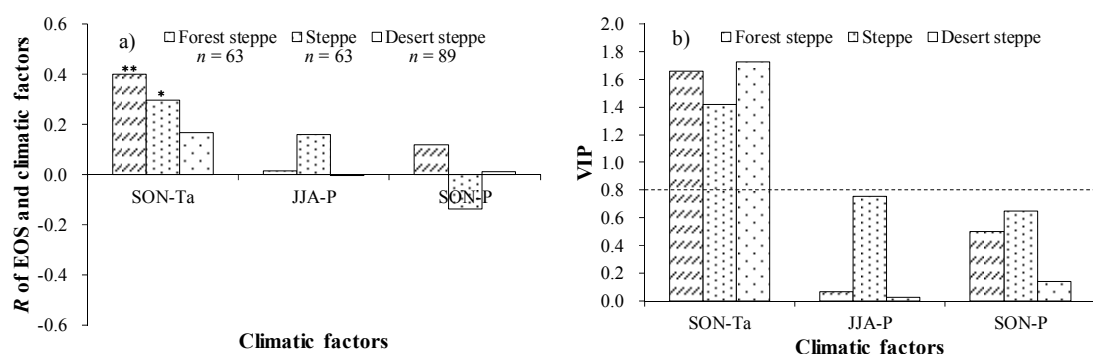 a)
Forest steppe Steppe Desert steppe
n = 63 n = 63 n = 89
R of EOS and climatic factors
0.6
0.4
0.2
0.0
-0.2
-0.4
-0.6
**
*
SON-Ta JJA-P SON-P
Climatic factors
b)
Forest steppe Steppe Desert steppe
VIP
2.0
1.8
1.6
1.4
1.2
1.0
0.8
0.6
0.4
0.2
0.0
SON-Ta JJA-P SON-P
Climatic factors